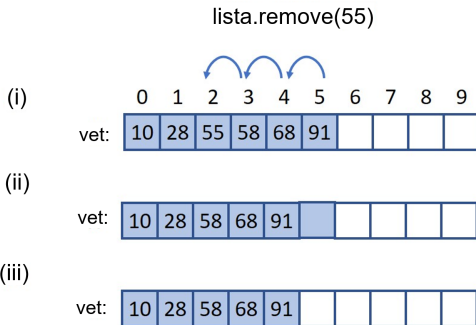 lista.remove(55)
(i)
0 1 2 3 4 5 6 7 8 9
vet: 10 28 55 58 68 91
(ii)
vet: 10 28 58 68 91
(iii)
vet: 10 28 58 68 91